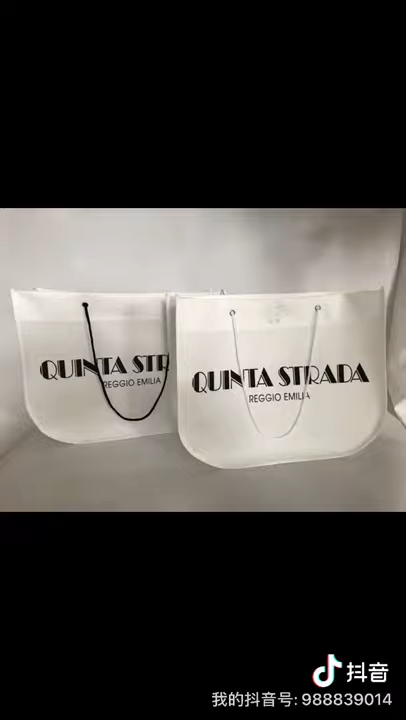 QUINTA STR
REGGIO EMILIA
QUINTA STRADA
REGGIO EMILIA
抖音
我的抖音号: 988839014